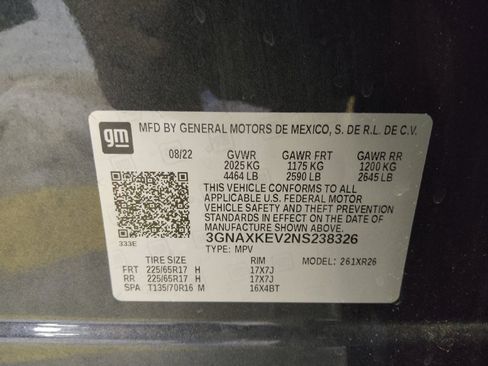 gm
MFD BY GENERAL MOTORS DE MEXICO, S. DE R.L. DE C.V.
08/22 GVWR GAWR FRT GAWR RR
2025 KG 1175 KG 1200 KG
4464 LB 2590 LB 2645 LB
THIS VEHICLE CONFORMS TO ALL
APPLICABLE U.S. FEDERAL MOTOR
VEHICLE SAFETY AND THEFT PREVENTION
STANDARDS IN EFFECT ON THE DATE OF
MANUFACTURE SHOWN ABOVE.
333E 3GNAXKEV2NS238326
TYPE: MPV MODEL: 261XR26
TIRE SIZE RIM
FRT 225/65R17 H 17X7J
RR 225/65R17 H 17X7J
SPA T135/70R16 M 16X4BT